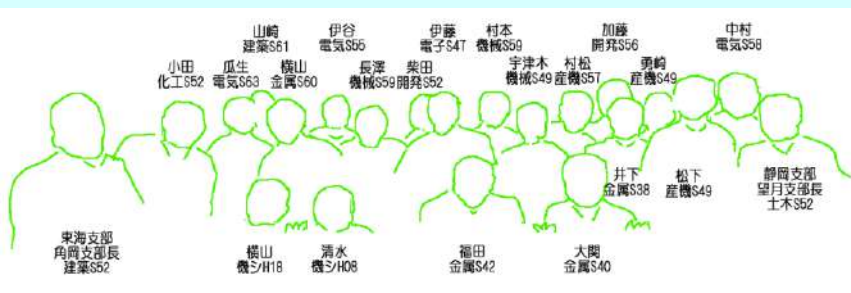 山崎
建築S61
伊谷
電気S55
伊藤
電子S47
村本
機械S59
加藤
開発S56
中村
電気S58
小田
化工S52
瓜生
電気S63
横山
金属S60
長澤
機械S59
柴田
開発S52
宇津木
機械S49
村松
産機S57
勇崎
産機S49
井下
金属S38
松下
産機S49
静岡支部
望月支部長
土木S52
東海支部
角岡支部長
建築S52
横山
機シH18
清水
機シH08
福田
金属S42
大関
金属S40